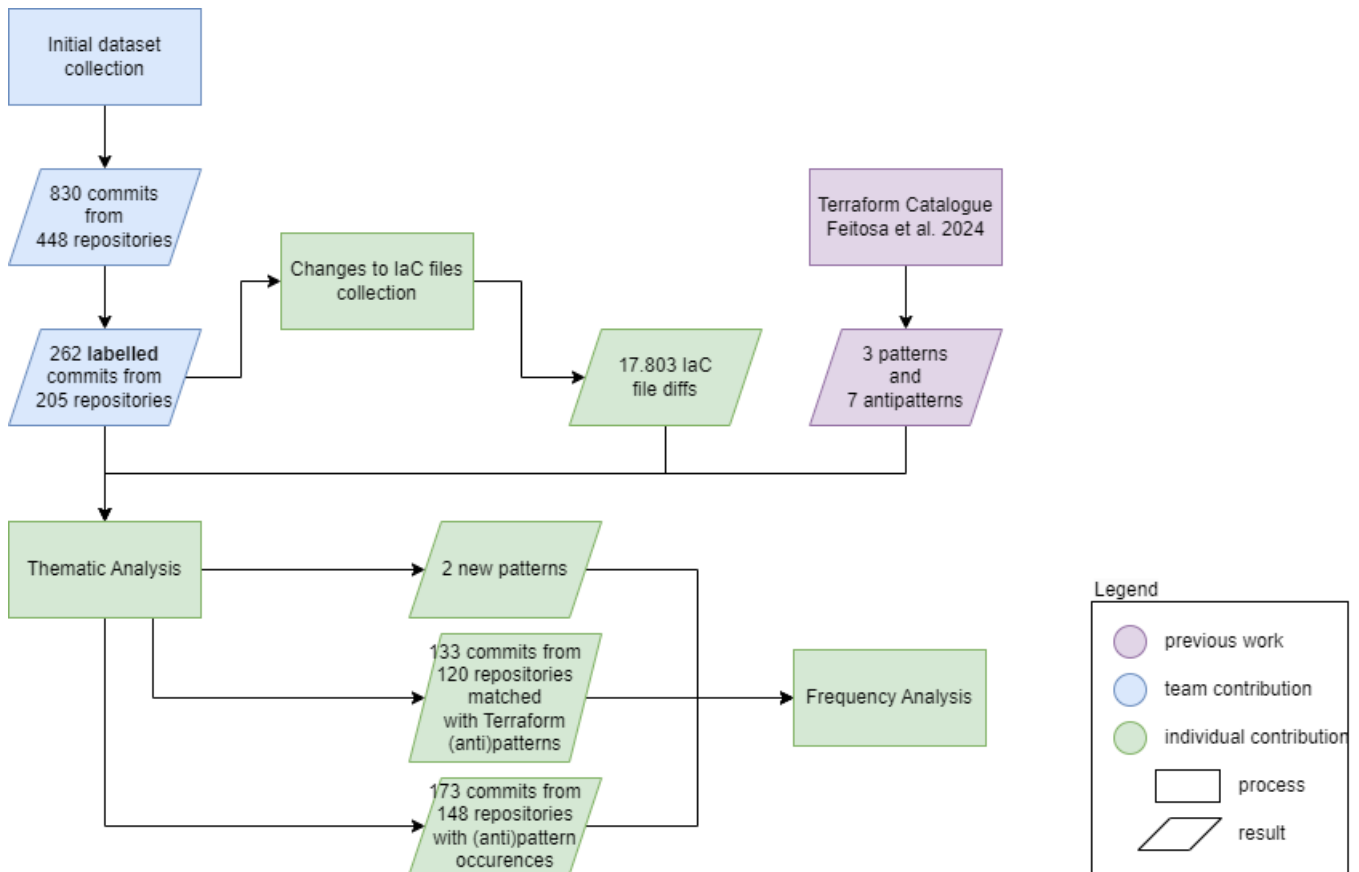 Initial dataset
collection
830 commits
from
448 repositories
Terraform Catalogue
Feitosa et al. 2024
Changes to IaC files
collection
262 labelled
commits from
205 repositories
17.803 IaC
file diffs
3 patterns
and
7 antipatterns
Thematic Analysis
2 new patterns
133 commits from
120 repositories
matched
with Terraform
(anti)patterns
Frequency Analysis
173 commits from
148 repositories
with (anti)pattern
occurences
Legend
previous work
team contribution
individual contribution
process
result